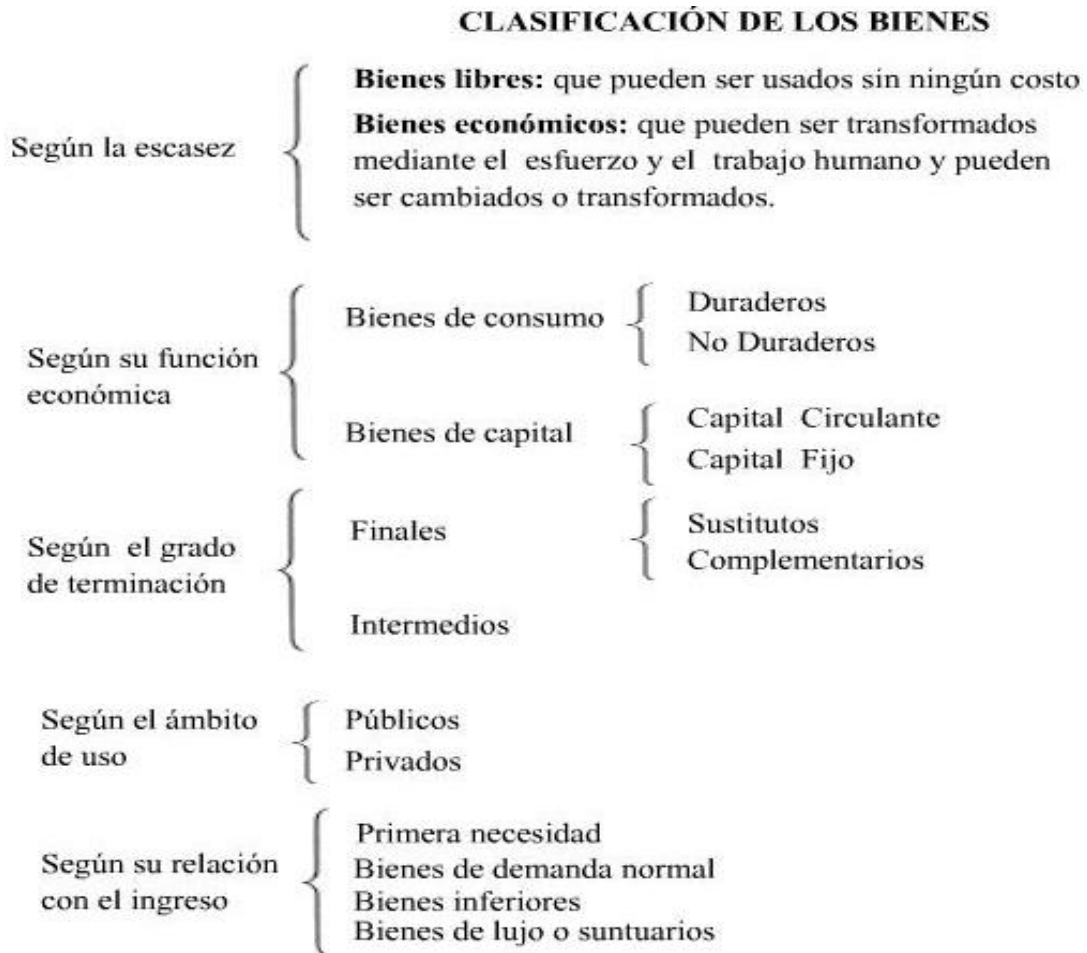 CLASIFICACIÓN DE LOS BIENES
Según la escasez
Bienes libres: que pueden ser usados sin ningún costo
Bienes económicos: que pueden ser transformados
mediante el esfuerzo y el trabajo humano y pueden
ser cambiados o transformados.
Según su función
económica
Bienes de consumo
Duraderos
No Duraderos
Bienes de capital
Capital Circulante
Capital Fijo
Según el grado
de terminación
Finales
Sustitutos
Complementarios
Intermedios
Según el ámbito
de uso
Públicos
Privados
Según su relación
con el ingreso
Primera necesidad
Bienes de demanda normal
Bienes inferiores
Bienes de lujo o suntuarios